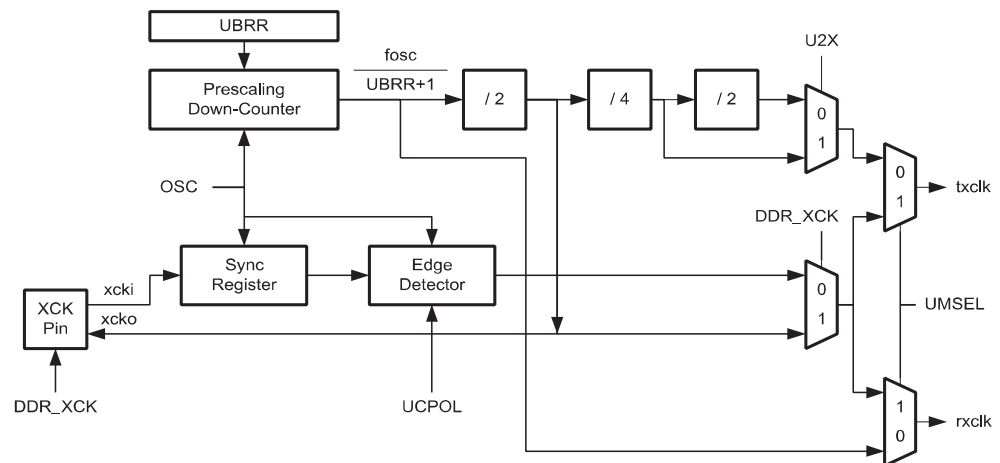 UBRR
fosc
U2X
Prescaling
Down-Counter
UBRR+1
/ 2
/ 4
/ 2
0
1
OSC
0
1
txclk
DDR_XCK
Sync
Register
Edge
Detector
xcki
0
1
UMSEL
XCK
Pin
xcko
DDR_XCK
UCPOL
1
0
rxclk